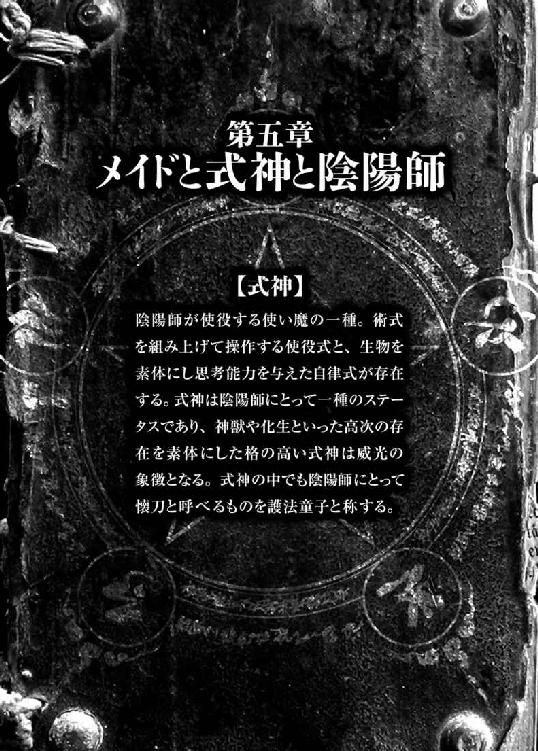 第五章
メイドと式神と陰陽師
【式神】
陰陽師が使役する使い魔の一種。術式
を組み上げて操作する使役式と、生物を
素体にし思考能力を与えた自律式が存在
する。式神は陰陽師にとって一種のステー
タスであり、神獣や化生といった高次の存
在を素体にした格の高い式神は威光の
象徴となる。式神の中でも陰陽師にとって
懐刀と呼べるものを護法童子と称する。